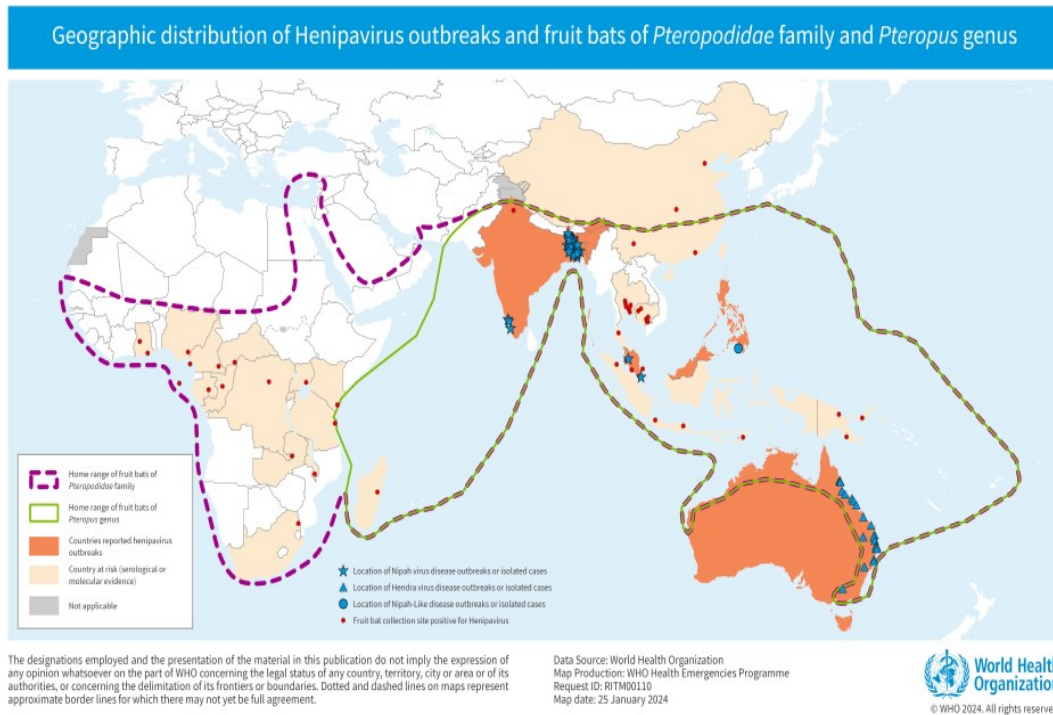 Geographic distribution of Henipavirus outbreaks and fruit bats of Pteropodidae family and Pteropus genus
Home range of fruit bats of
Pteropodidae family
Home range of fruit bats of
Pteropus genus
Countries reported henipavirus
outbreaks
Country at risk (serological or
molecular evidence)
Not applicable
Location of Nipah virus disease outbreaks or isolated cases
Location of Hendra virus disease outbreaks or isolated cases
Location of Nipah-Like disease outbreaks or isolated cases
Fruit bat collection site positive for Henipavirus
The designations employed and the presentation of the material in this publication do not imply the expression of
any opinion whatsoever on the part of WHO concerning the legal status of any country, territory, city or area or of its
authorities, or concerning the delimitation of its frontiers or boundaries. Dotted and dashed lines on maps represent
approximate border lines for which there may not yet be full agreement.
Data Source: World Health Organization
Map Production: WHO Health Emergencies Programme
Request ID: RITM00110
Map date: 25 January 2024
World Health
Organization
© WHO 2024. All rights reserve